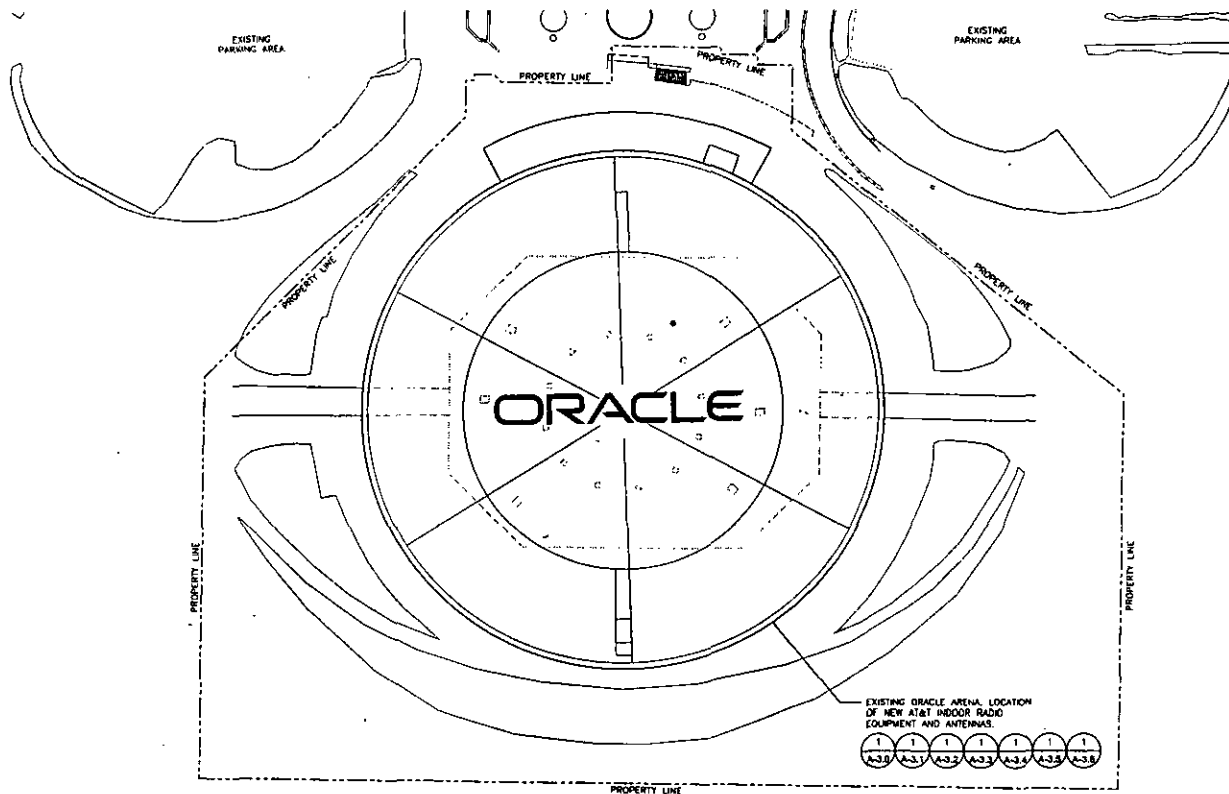 EXISTING
PARKING AREA
EXISTING
PARKING AREA
PROPERTY LINE
PROPERTY LINE
PROPERTY LINE
PROPERTY LINE
ORACLE
PROPERTY LINE
PROPERTY LINE
EXISTING ORACLE ARENA. LOCATION
OF NEW AT&T INDOOR RADIO
EQUIPMENT AND ANTENNAS.
1 1 1 1 1 1 1
A-3.0 A-3.1 A-3.2 A-3.3 A-3.4 A-3.5 A-3.6
PROPERTY LINE